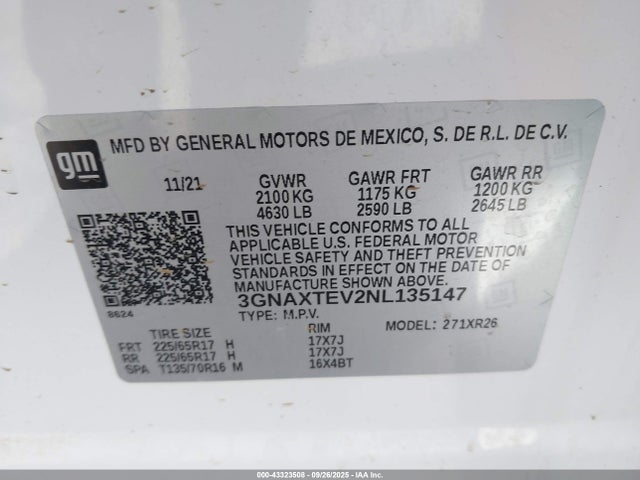 gm
MFD BY GENERAL MOTORS DE MEXICO, S. DE R.L. DE C.V.
11/21 GVWR GAWR FRT GAWR RR
2100 KG 1175 KG 1200 KG
4630 LB 2590 LB 2645 LB
THIS VEHICLE CONFORMS TO ALL
APPLICABLE U.S. FEDERAL MOTOR
VEHICLE SAFETY AND THEFT
PREVENTION STANDARDS IN EFFECT ON THE
DATE OF MANUFACTURE SHOWN ABOVE.
3GNAXTEV2NL135147
8624
TYPE: M.P.V. MODEL: 271XR26
TIRE SIZE RIM
FRT 225/65R17 H 17X7J
RR 225/65R17 H 17X7J
SPA T135/70R16 M 16X4BT
000-43323508 - 09/26/2025 - IAA Inc.